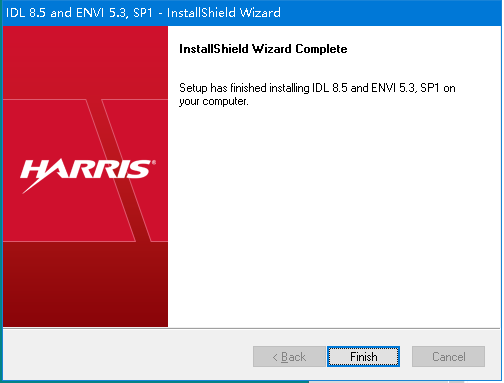 IDL 8.5 and ENVI 5.3, SP1 - InstallShield Wizard
InstallShield Wizard Complete
Setup has finished installing IDL 8.5 and ENVI 5.3, SP1 on
your computer.
HARRIS®
< Back
Finish
Cancel